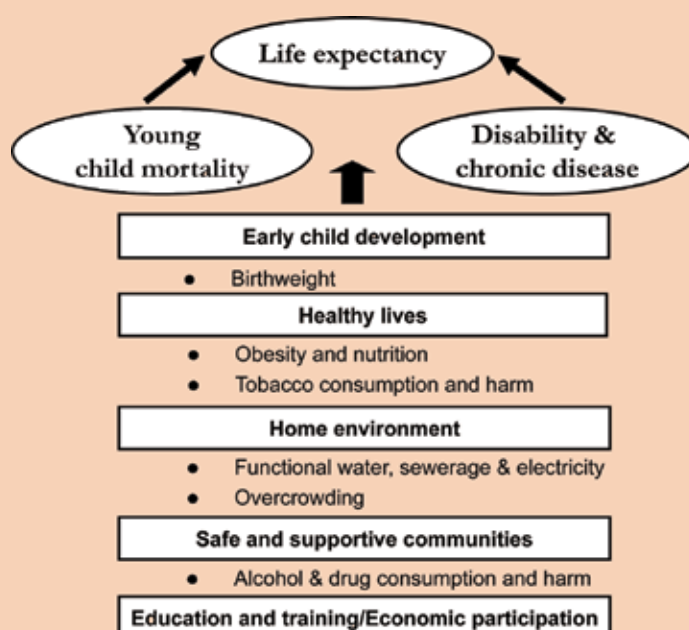 Life expectancy
Young
child mortality
Disability &
chronic disease
Early child development
● Birthweight
Healthy lives
● Obesity and nutrition
● Tobacco consumption and harm
Home environment
● Functional water, sewerage & electricity
● Overcrowding
Safe and supportive communities
● Alcohol & drug consumption and harm
Education and training/Economic participation